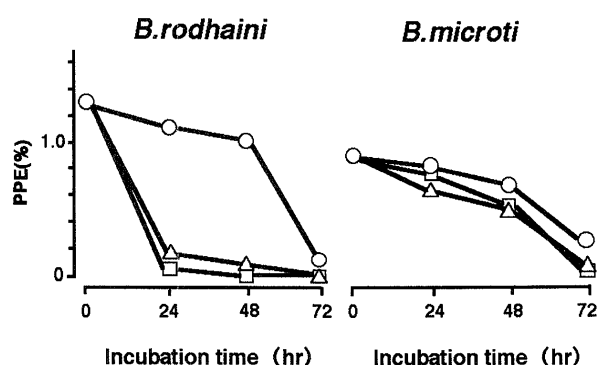 B.rodhaini
B.microti
PPE(%)
1.0
0
0 24 48 72
0 24 48 72
Incubation time (hr)
Incubation time (hr)